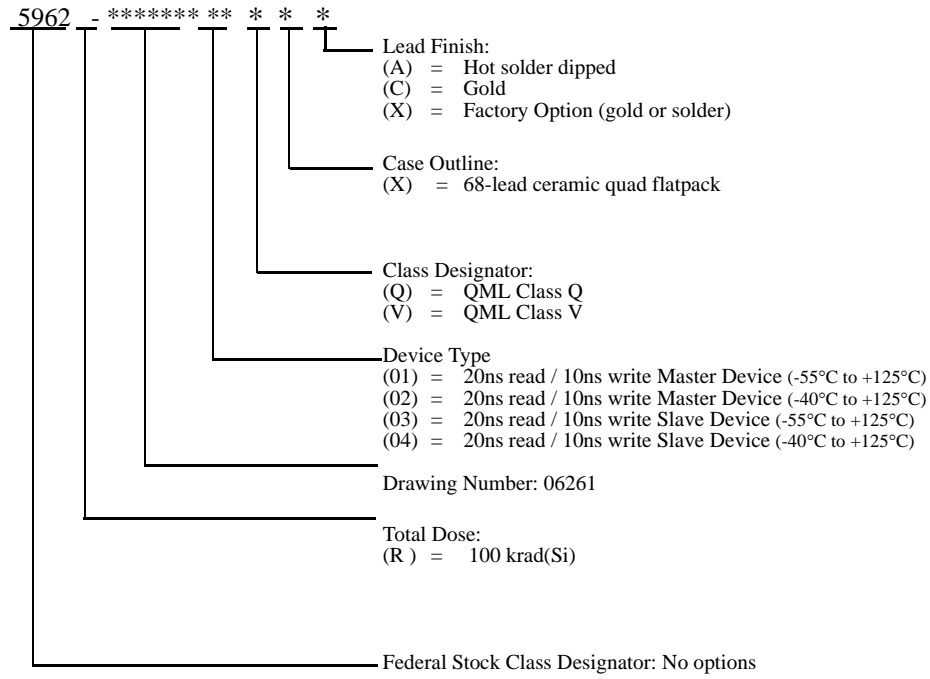 5962 - ******* ** * * *
Lead Finish:
(A) = Hot solder dipped
(C) = Gold
(X) = Factory Option (gold or solder)
Case Outline:
(X) = 68-lead ceramic quad flatpack
Class Designator:
(Q) = QML Class Q
(V) = QML Class V
Device Type
(01) = 20ns read / 10ns write Master Device (-55°C to +125°C)
(02) = 20ns read / 10ns write Master Device (-40°C to +125°C)
(03) = 20ns read / 10ns write Slave Device (-55°C to +125°C)
(04) = 20ns read / 10ns write Slave Device (-40°C to +125°C)
Drawing Number: 06261
Total Dose:
(R ) = 100 krad(Si)
Federal Stock Class Designator: No options